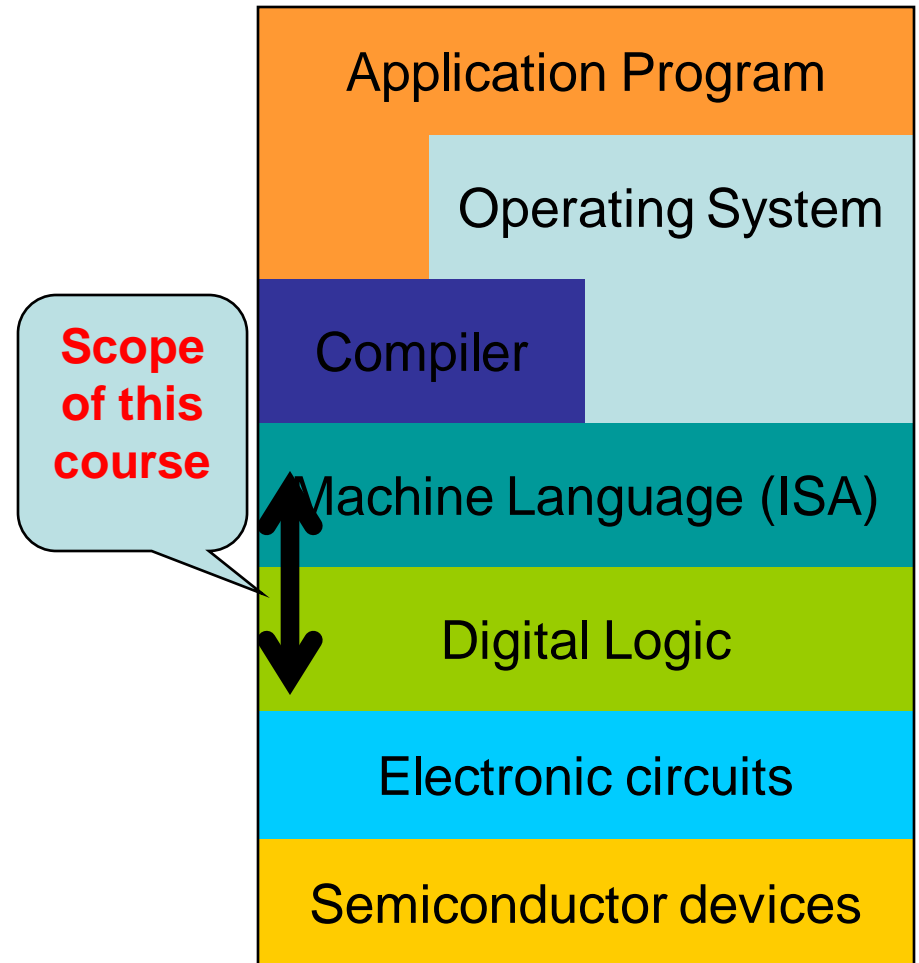 Application Program
Operating System
Compiler
Scope
of this
course
Machine Language (ISA)
Digital Logic
Electronic circuits
Semiconductor devices